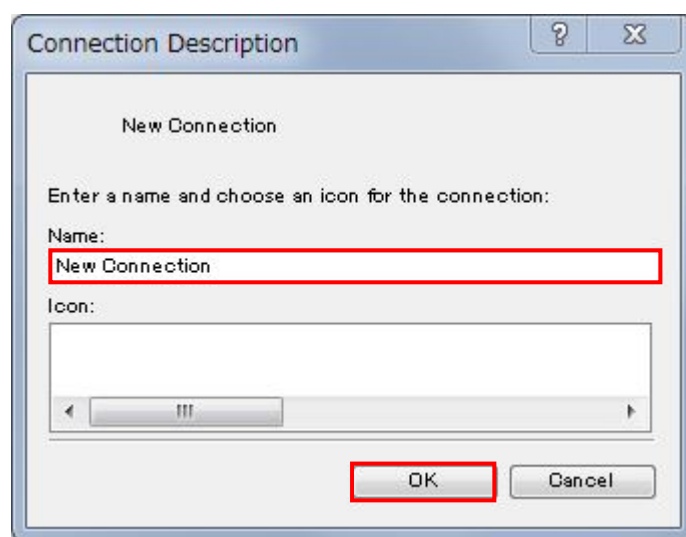 Connection Description
New Connection
Enter a name and choose an icon for the connection:
Name:
New Connection
Icon:
OK
Cancel